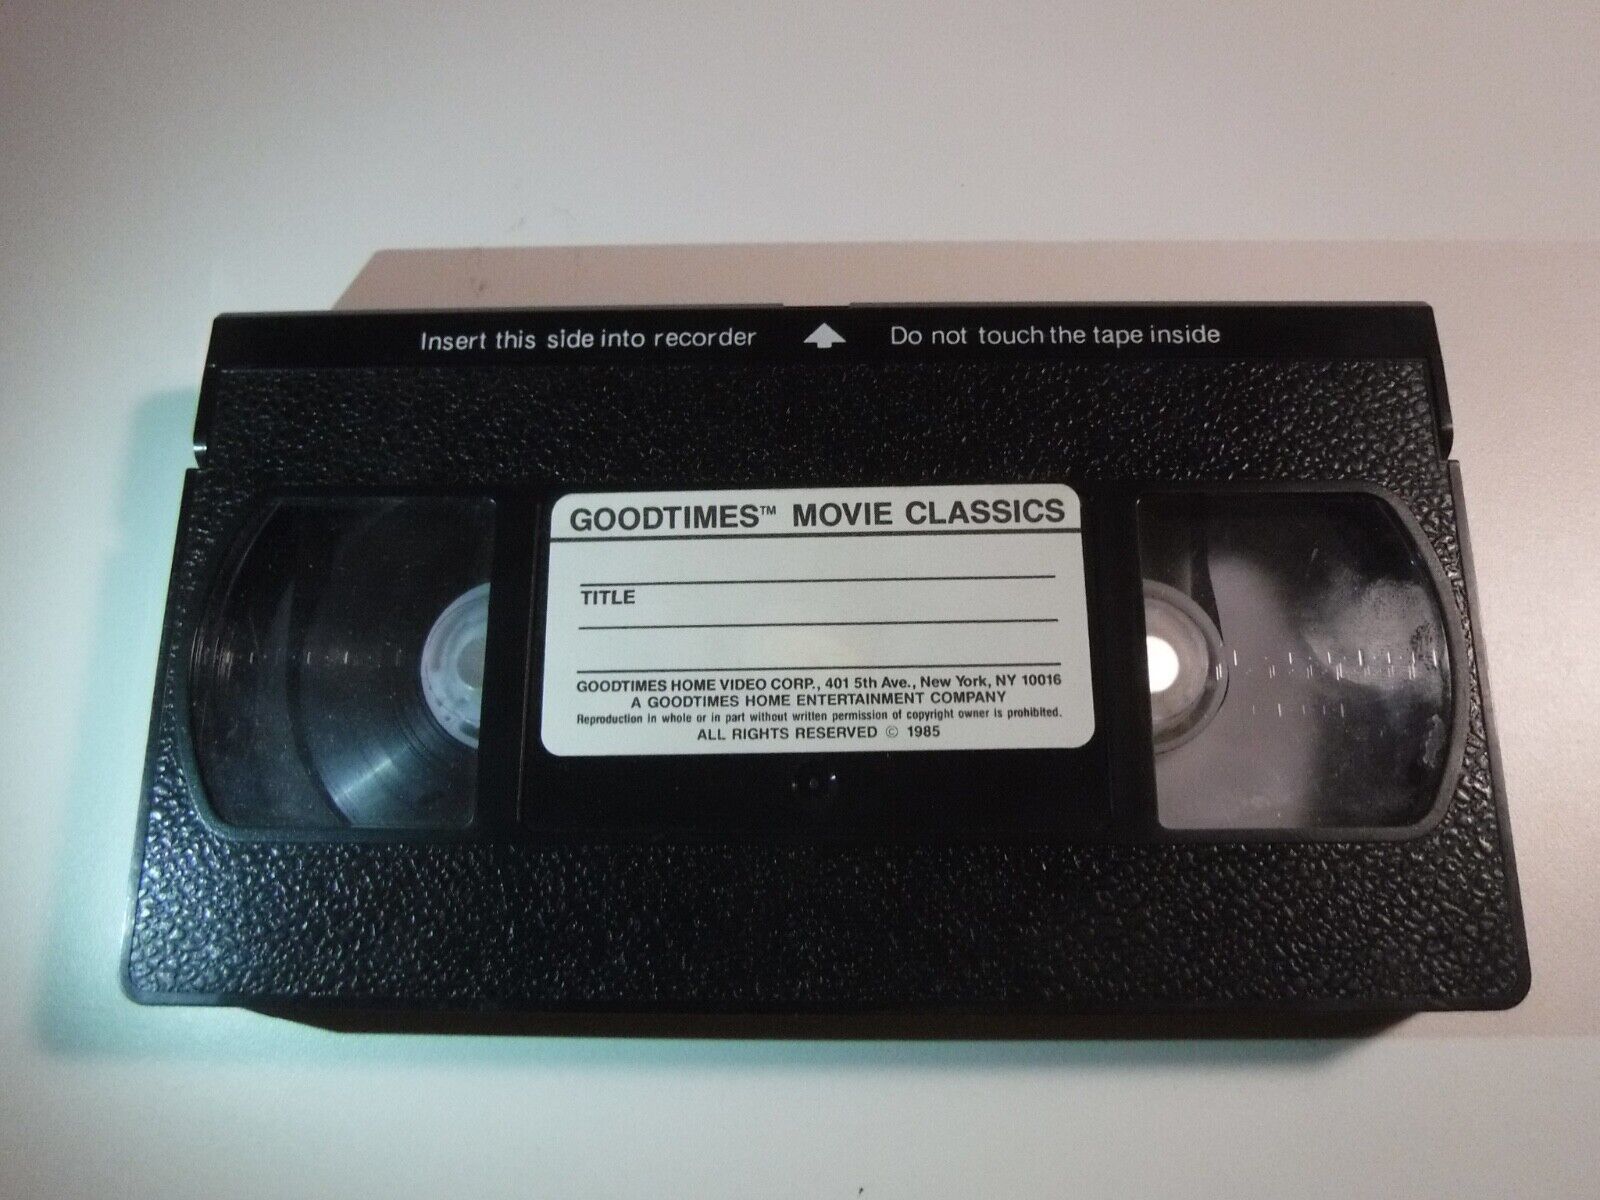 Insert this side into recorder Do not touch the tape inside
GOODTIMES™ MOVIE CLASSICS
TITLE
GOODTIMES HOME VIDEO CORP., 401 5th Ave., New York, NY 10016
A GOODTIMES HOME ENTERTAINMENT COMPANY
Reproduction in whole or in part without written permission of copyright owner is prohibited.
ALL RIGHTS RESERVED © 1985